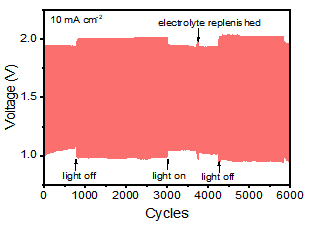 10 mA cm⁻²
electrolyte replenished
2.0
1.5
1.0
Voltage (V)
light off
light on
light off
0 1000 2000 3000 4000 5000 6000
Cycles